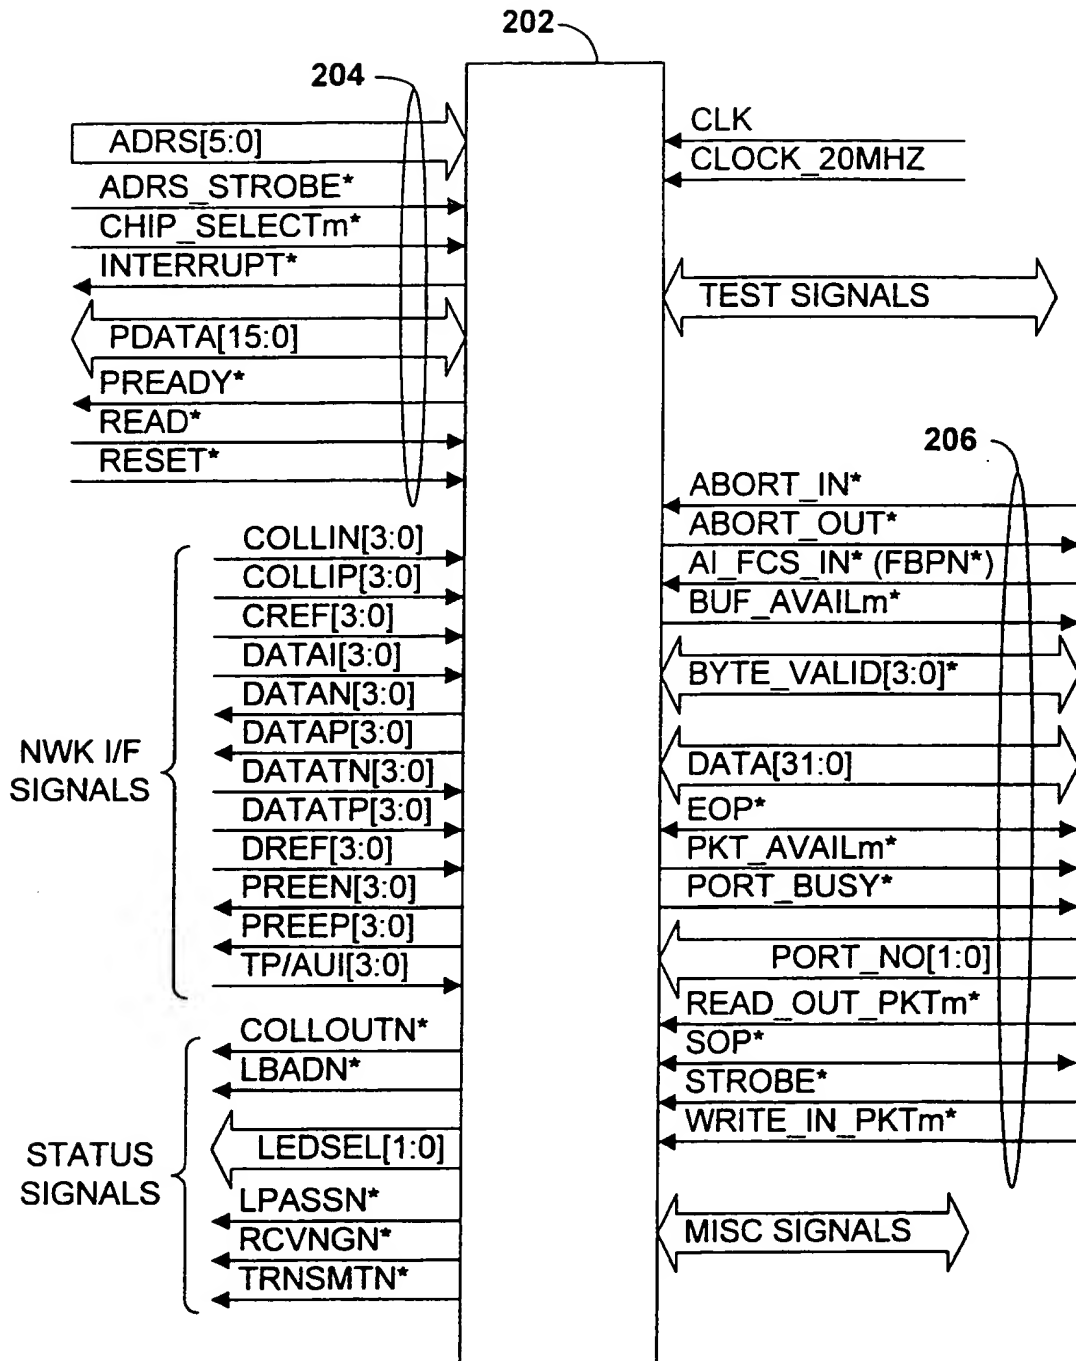 202
204
ADRS[5:0]
ADRS_STROBE*
CHIP_SELECTm*
INTERRUPT*
PDATA[15:0]
PREADY*
READ*
RESET*
CLK
CLOCK_20MHZ
TEST SIGNALS
206
NWK I/F
SIGNALS
COLLIN[3:0]
COLLIP[3:0]
CREF[3:0]
DATAI[3:0]
DATAN[3:0]
DATAP[3:0]
DATATN[3:0]
DATATP[3:0]
DREF[3:0]
PREEN[3:0]
PREEP[3:0]
TP/AUI[3:0]
ABORT_IN*
ABORT_OUT*
AI_FCS_IN* (FBPN*)
BUF_AVAILm*
BYTE_VALID[3:0]*
DATA[31:0]
EOP*
PKT_AVAILm*
PORT_BUSY*
PORT_NO[1:0]
READ_OUT_PKTm*
SOP*
STROBE*
WRITE_IN_PKTm*
STATUS
SIGNALS
COLLOUTN*
LBADN*
LEDSEL[1:0]
LPASSN*
RCVNGN*
TRNSMTN*
MISC SIGNALS